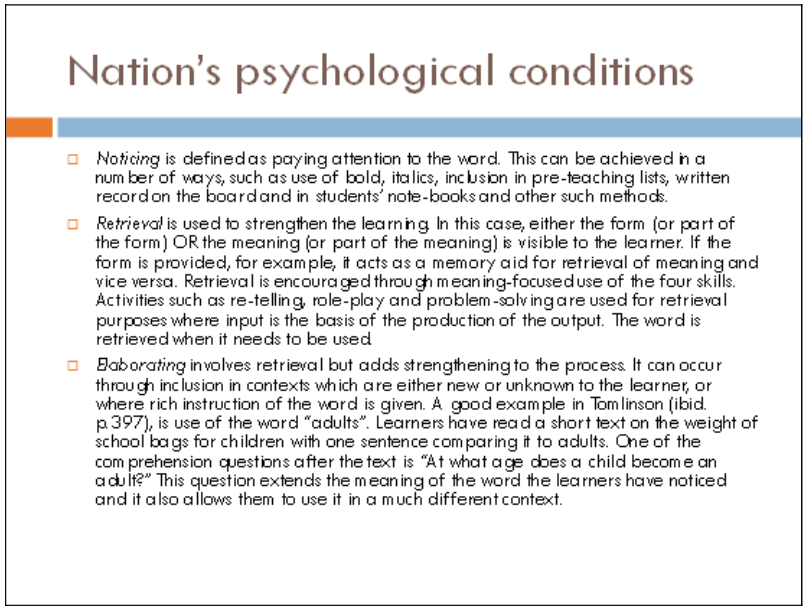 Nation's psychological conditions
Noticing is defined as paying attention to the word. This can be achieved in a
number of ways, such as use of bold, italics, inclusion in pre-teaching lists, written
record on the board and in students' note-books and other such methods.
Retrieval is used to strengthen the learning. In this case, either the form (or part of
the form) OR the meaning (or part of the meaning) is visible to the learner. If the
form is provided, for example, it acts as a memory aid for retrieval of meaning and
vice versa. Retrieval is encouraged through meaning-focused use of the four skills.
Activities such as re-telling, role-play and problem-solving are used for retrieval
purposes where input is the basis of the production of the output. The word is
retrieved when it needs to be used.
Elaborating involves retrieval but adds strengthening to the process. It can occur
through inclusion in contexts which are either new or unknown to the learner, or
where rich instruction of the word is given. A good example in Tomlinson (ibid.
p.397), is use of the word "adults". Learners have read a short text on the weight of
school bags for children with one sentence comparing it to adults. One of the
comprehension questions after the text is "At what age does a child become an
adult?" This question extends the meaning of the word the learners have noticed
and it also allows them to use it in a much different context.